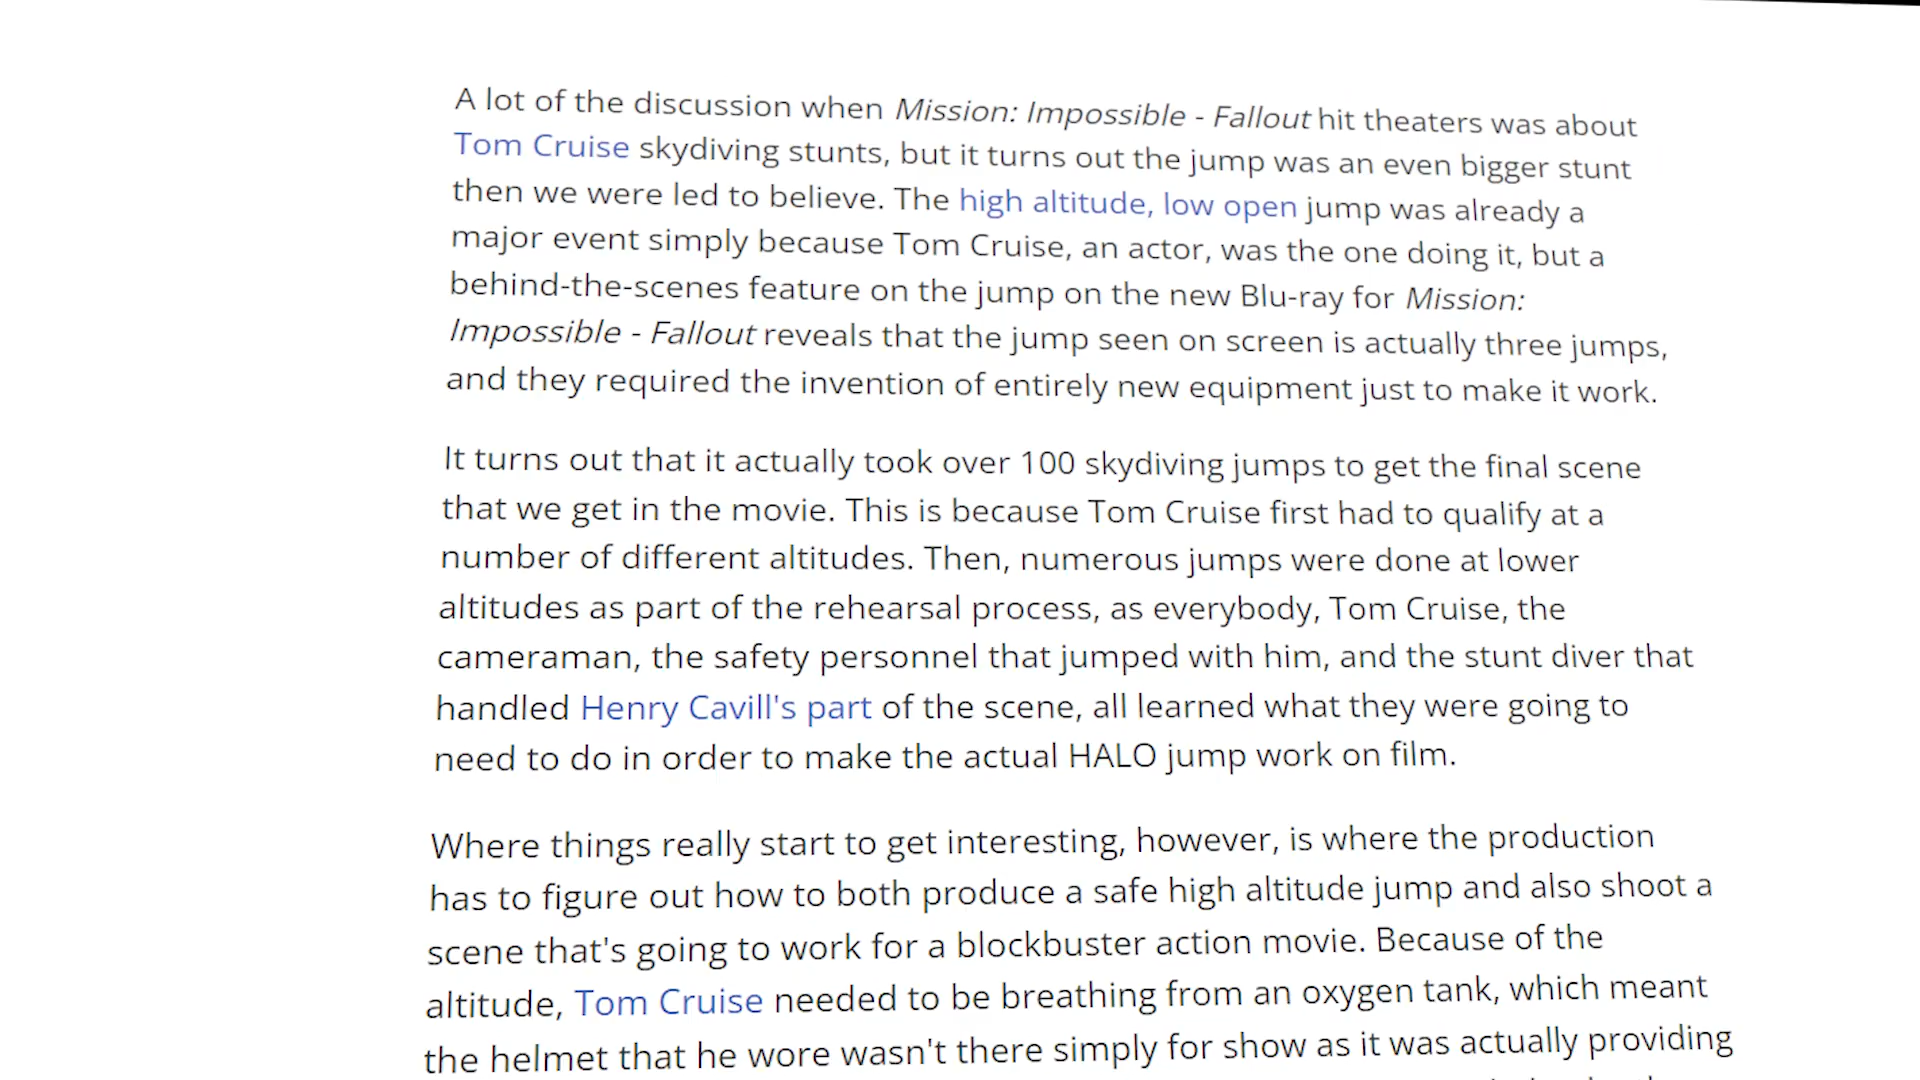 A lot of the discussion when Mission: Impossible - Fallout hit theaters was about
Tom Cruise skydiving stunts, but it turns out the jump was an even bigger stunt
then we were led to believe. The high altitude, low open jump was already a
major event simply because Tom Cruise, an actor, was the one doing it, but a
behind-the-scenes feature on the jump on the new Blu-ray for Mission:
Impossible - Fallout reveals that the jump seen on screen is actually three jumps,
and they required the invention of entirely new equipment just to make it work.
It turns out that it actually took over 100 skydiving jumps to get the final scene
that we get in the movie. This is because Tom Cruise first had to qualify at a
number of different altitudes. Then, numerous jumps were done at lower
altitudes as part of the rehearsal process, as everybody, Tom Cruise, the
cameraman, the safety personnel that jumped with him, and the stunt diver that
handled Henry Cavill's part of the scene, all learned what they were going to
need to do in order to make the actual HALO jump work on film.
Where things really start to get interesting, however, is where the production
has to figure out how to both produce a safe high altitude jump and also shoot a
scene that's going to work for a blockbuster action movie. Because of the
altitude, Tom Cruise needed to be breathing from an oxygen tank, which meant
the helmet that he wore wasn't there simply for show as it was actually providing